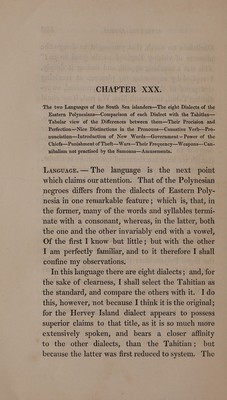 CHAPTER XXX.
The two Languages of the South Sea islanders—The eight Dialects of the
Eastern Polynesians—Comparison of each Dialect with the Tahitian—
Tabular view of the Differences between them—Their Precision and
Perfection—Nice Distinctions in the Pronouns—Causative Verb—Pro-
nunciation—Introduction of New Words—Government—Power of the
Chiefs—Punishment of Theft—Wars—Their Frequency—Weapons—Can-
nibalism not practised by the Samoans—Amusements.
LANGUAGE.—The language is the next point
which claims our attention. That of the Polynesian
negroes differs from the dialects of Eastern Poly-
nesia in one remarkable feature; which is, that, in
the former, many of the words and syllables termi-
nate with a consonant, whereas, in the latter, both
the one and the other invariably end with a vowel,
Of the first I know but little; but with the other
I am perfectly familiar, and to it therefore I shall
confine my observations.
In this language there are eight dialects; and, for
the sake of clearness, I shall select the Tahitian as
the standard, and compare the others with it. I do
this, however, not because I think it is the original;
for the Hervey Island dialect appears to possess
superior claims to that title, as it is so much more
extensively spoken, and bears a closer affinity
to the other dialects, than the Tahitian; but
because the latter was first reduced to system. The